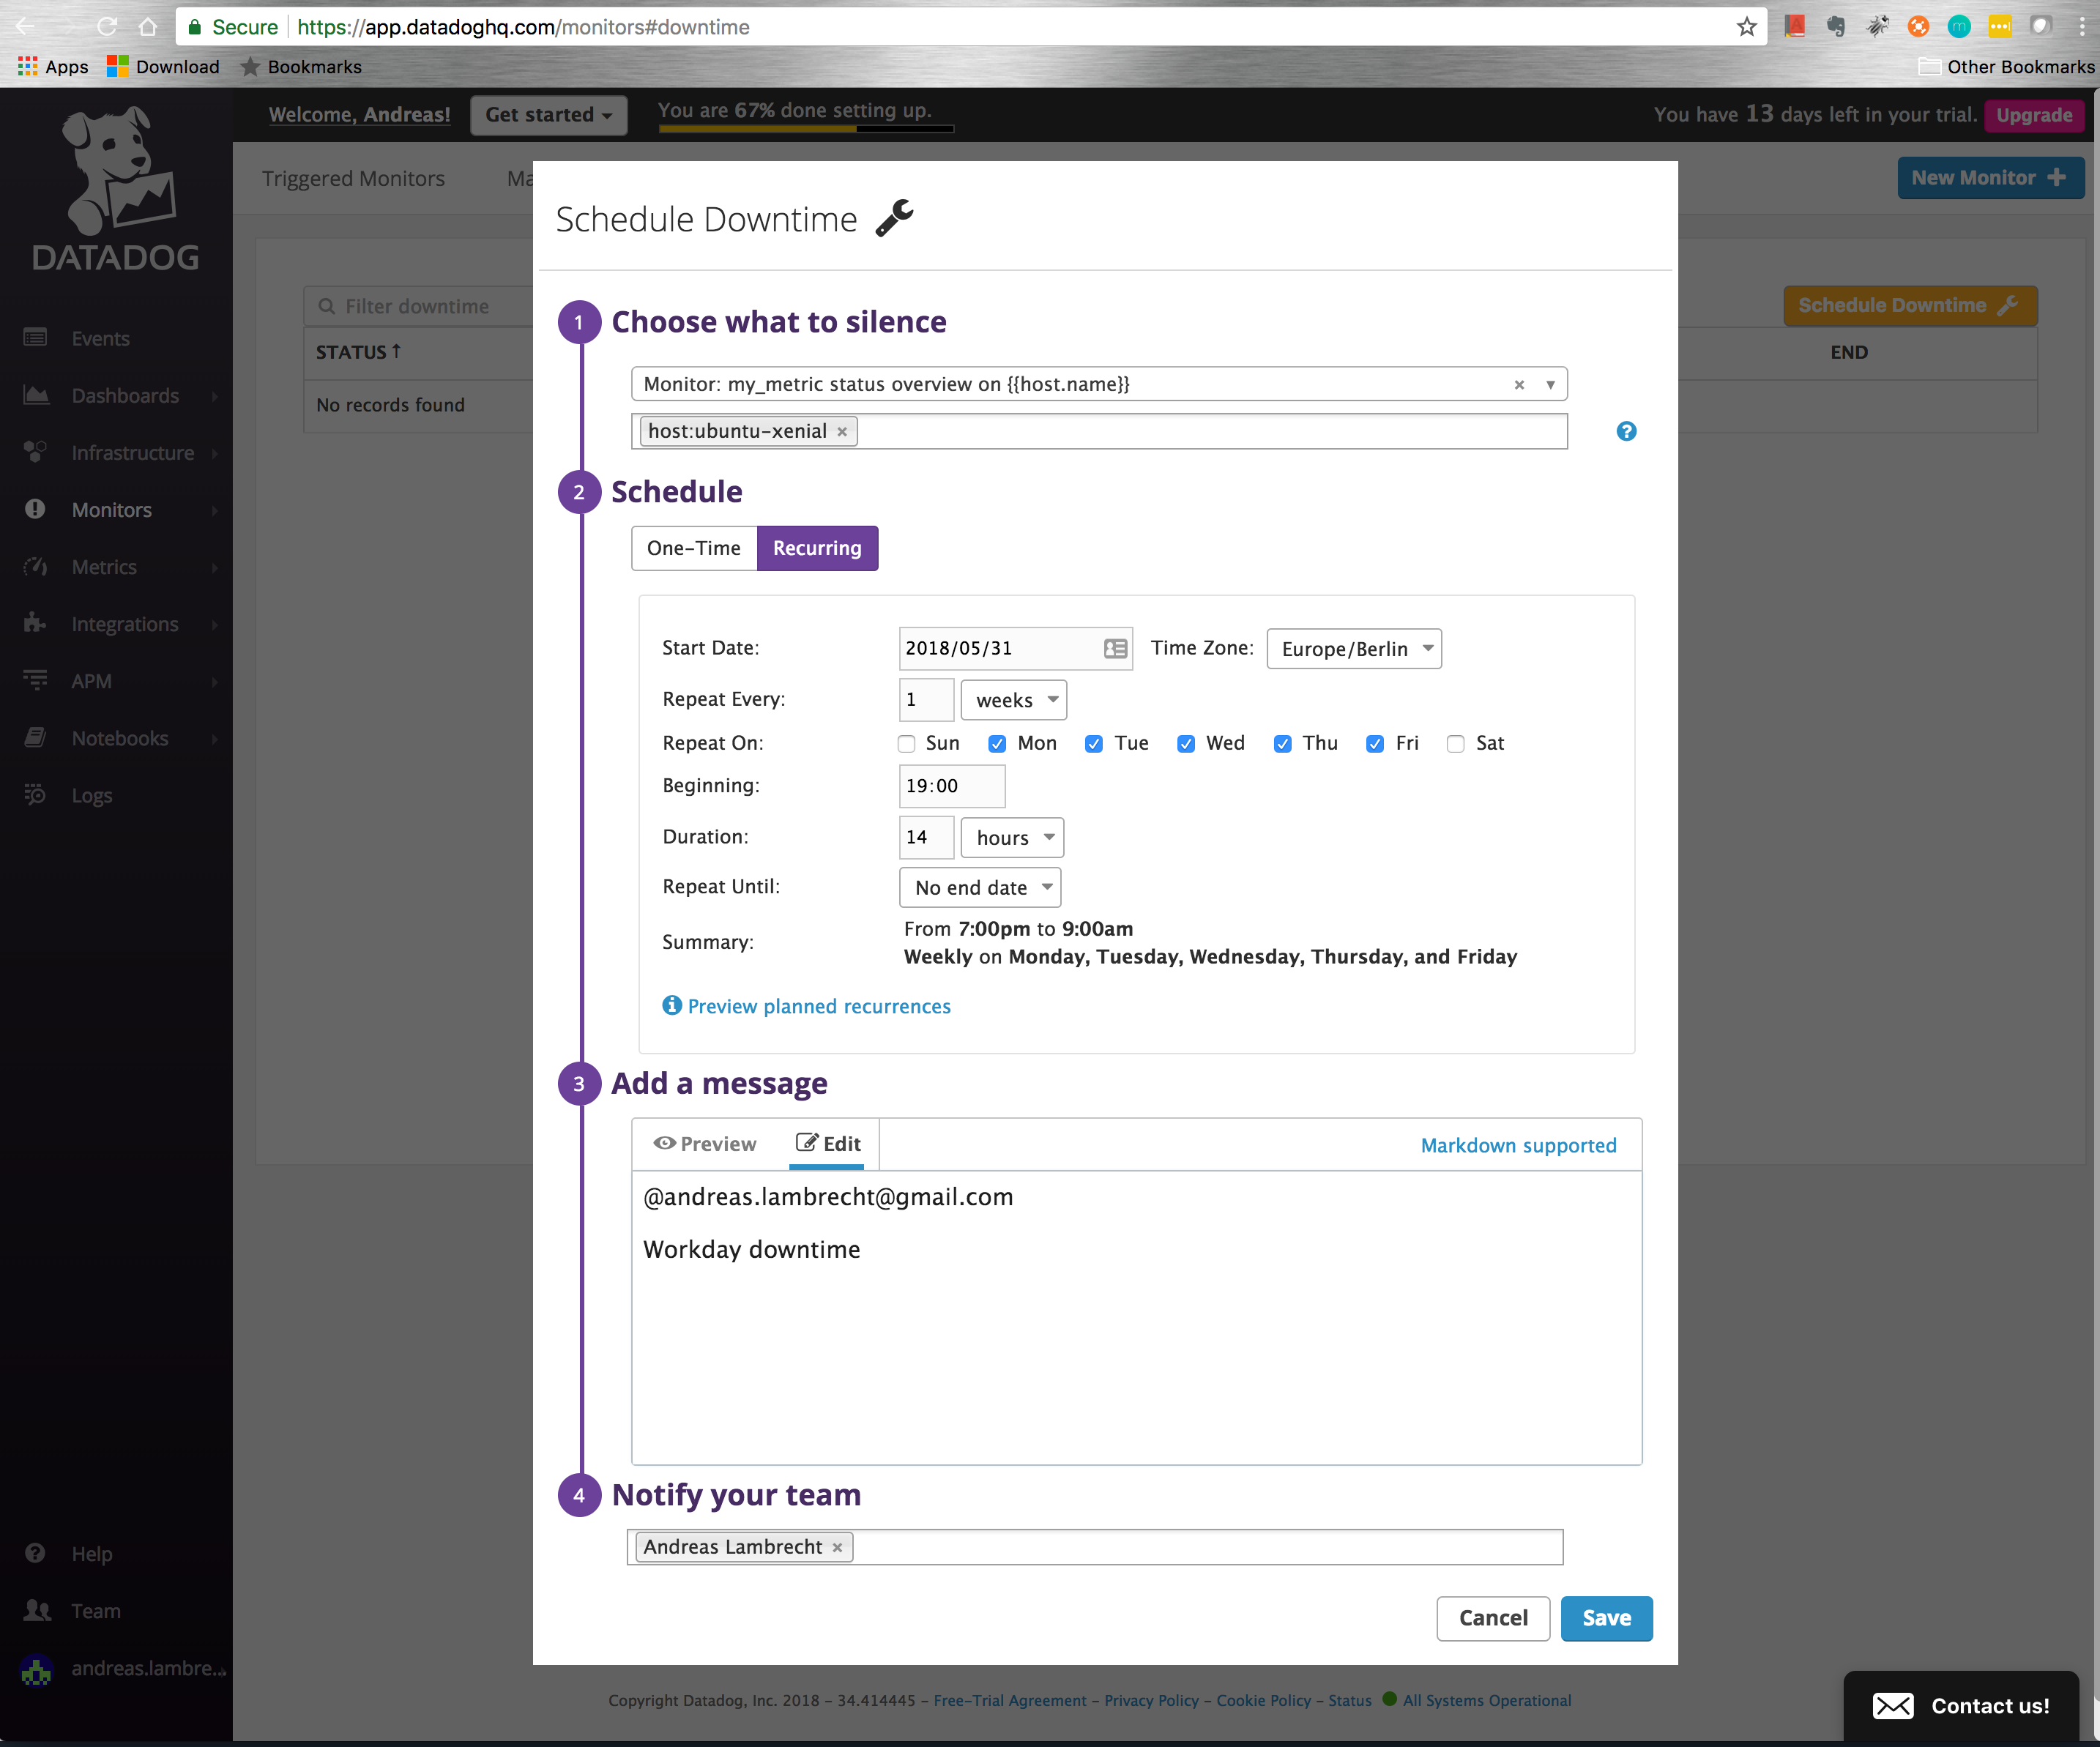 Secure https://app.datadoghq.com/monitors#downtime
Apps Download Bookmarks Other Bookmarks
Welcome, Andreas! Get started You are 67% done setting up. You have 13 days left in your trial. Upgrade
DATADOG
Triggered Monitors Ma New Monitor
Schedule Downtime
Filter downtime Schedule Downtime
STATUS END
No records found
Events
Dashboards
Infrastructure
Monitors
Metrics
Integrations
APM
Notebooks
Logs
Help
Team
andreas.lambre...
1 Choose what to silence
Monitor: my_metric status overview on {{host.name}} × ▼
host:ubuntu-xenial × ?
2 Schedule
One-Time Recurring
Start Date: 2018/05/31 Time Zone: Europe/Berlin
Repeat Every: 1 weeks
Repeat On: Sun Mon Tue Wed Thu Fri Sat
Beginning: 19:00
Duration: 14 hours
Repeat Until: No end date
Summary: From 7:00pm to 9:00am
Weekly on Monday, Tuesday, Wednesday, Thursday, and Friday
Preview planned recurrences
3 Add a message
Preview Edit Markdown supported
@andreas.lambrecht@gmail.com
Workday downtime
4 Notify your team
Andreas Lambrecht ×
Cancel Save
Copyright Datadog, Inc. 2018 - 34.414445 - Free-Trial Agreement - Privacy Policy - Cookie Policy - Status All Systems Operational
Contact us!